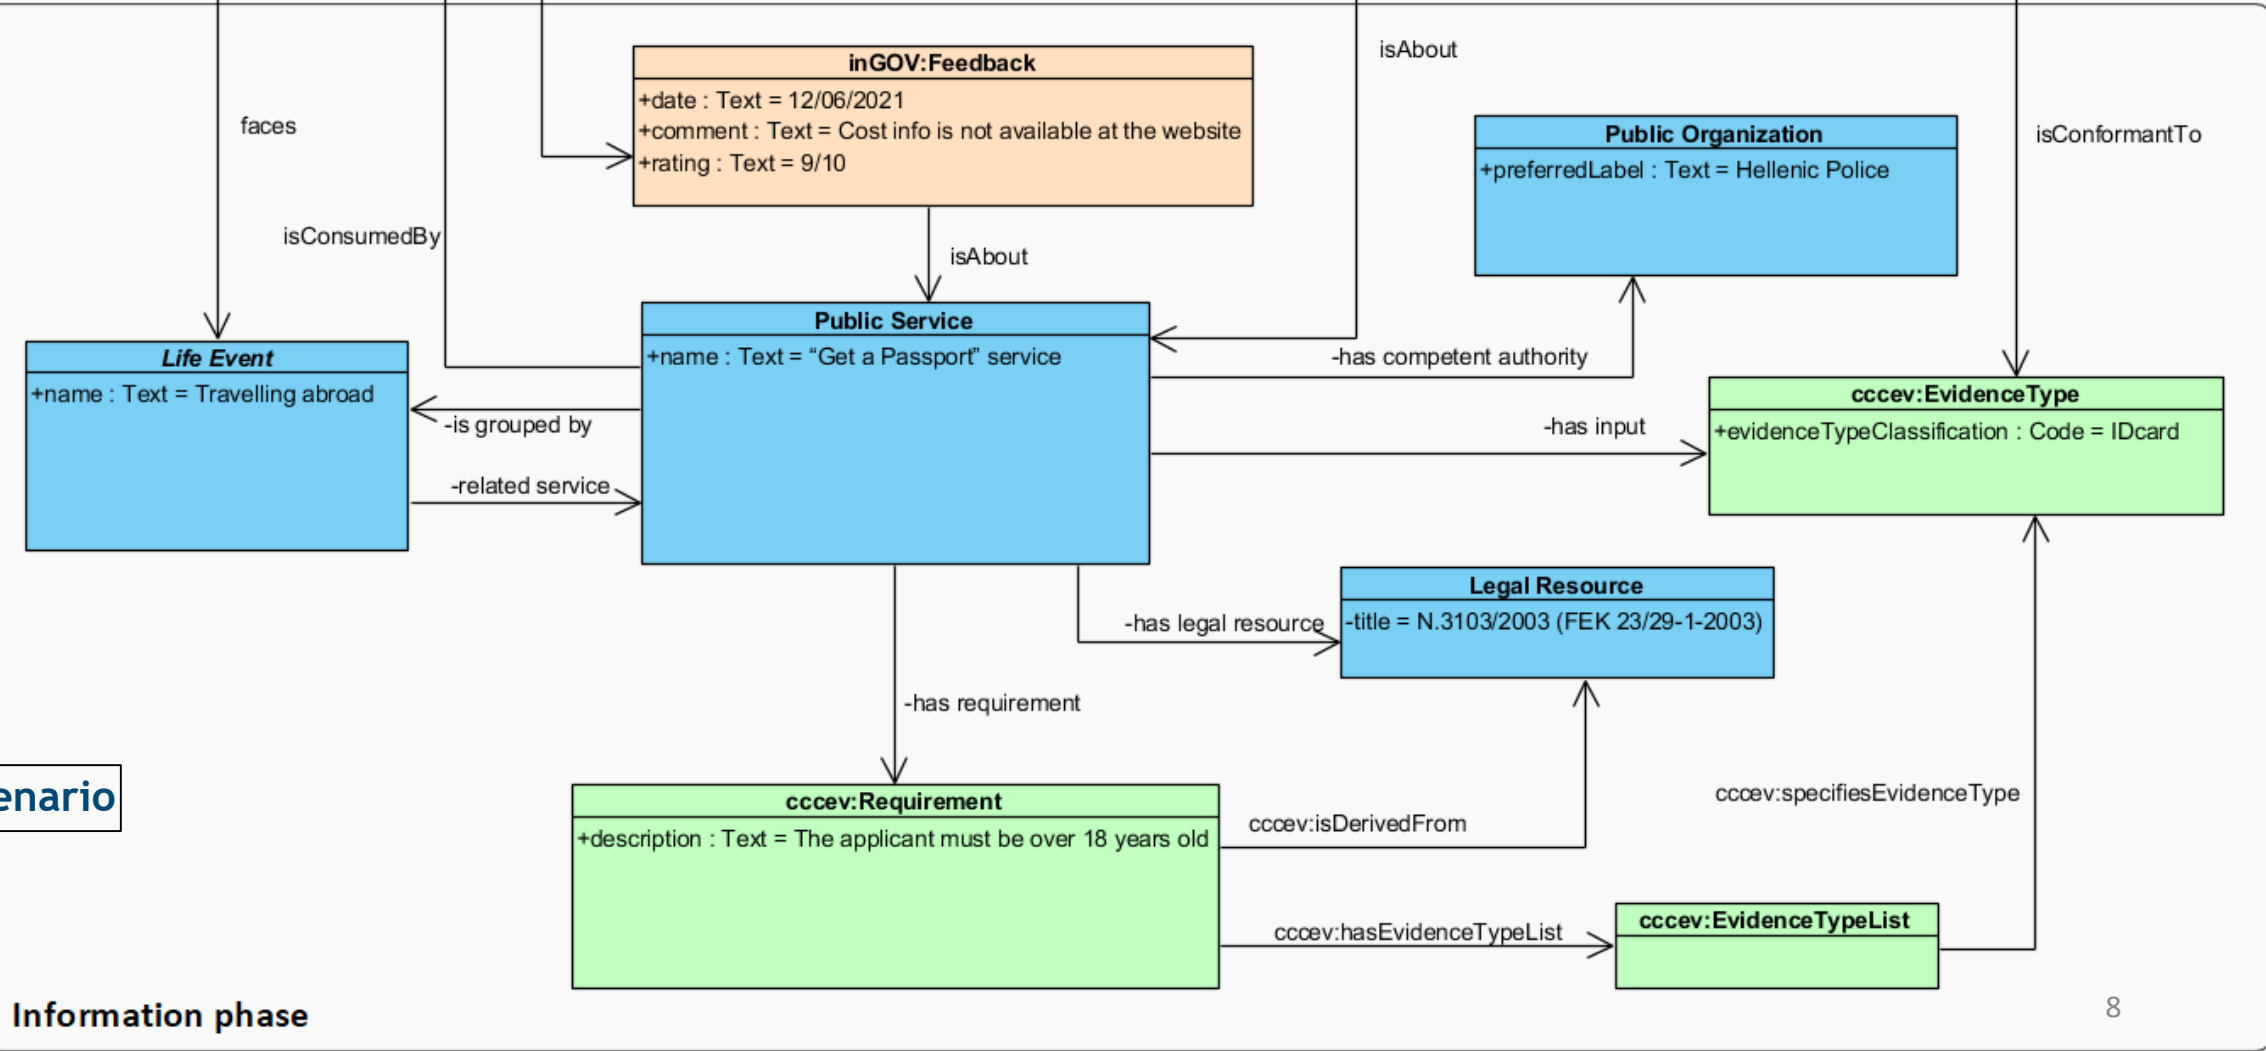 isAbout
inGOV:Feedback
+date : Text = 12/06/2021
+comment : Text = Cost info is not available at the website
+rating : Text = 9/10
faces
Public Organization
+preferredLabel : Text = Hellenic Police
isConformantTo
isConsumedBy
isAbout
Public Service
+name : Text = “Get a Passport” service
Life Event
+name : Text = Travelling abroad
-has competent authority
-is grouped by
-has input
cccev:EvidenceType
+evidenceTypeClassification : Code = IDcard
-related service
Legal Resource
-title = N.3103/2003 (FEK 23/29-1-2003)
-has legal resource
-has requirement
enario
cccev:Requirement
+description : Text = The applicant must be over 18 years old
cccev:specifiesEvidenceType
cccev:isDerivedFrom
cccev:hasEvidenceTypeList
cccev:EvidenceTypeList
Information phase
8